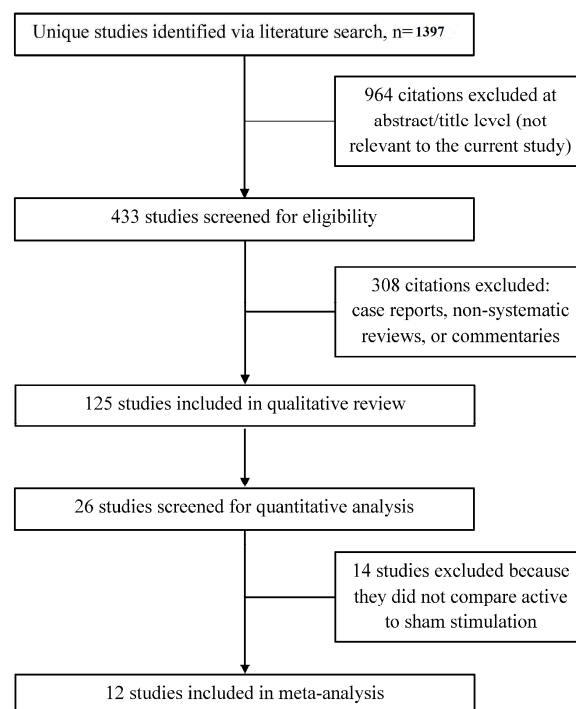 Unique studies identified via literature search, n=1397
964 citations excluded at
abstract/title level (not
relevant to the current study)
433 studies screened for eligibility
308 citations excluded:
case reports, non-systematic
reviews, or commentaries
125 studies included in qualitative review
26 studies screened for quantitative analysis
14 studies excluded because
they did not compare active
to sham stimulation
12 studies included in meta-analysis